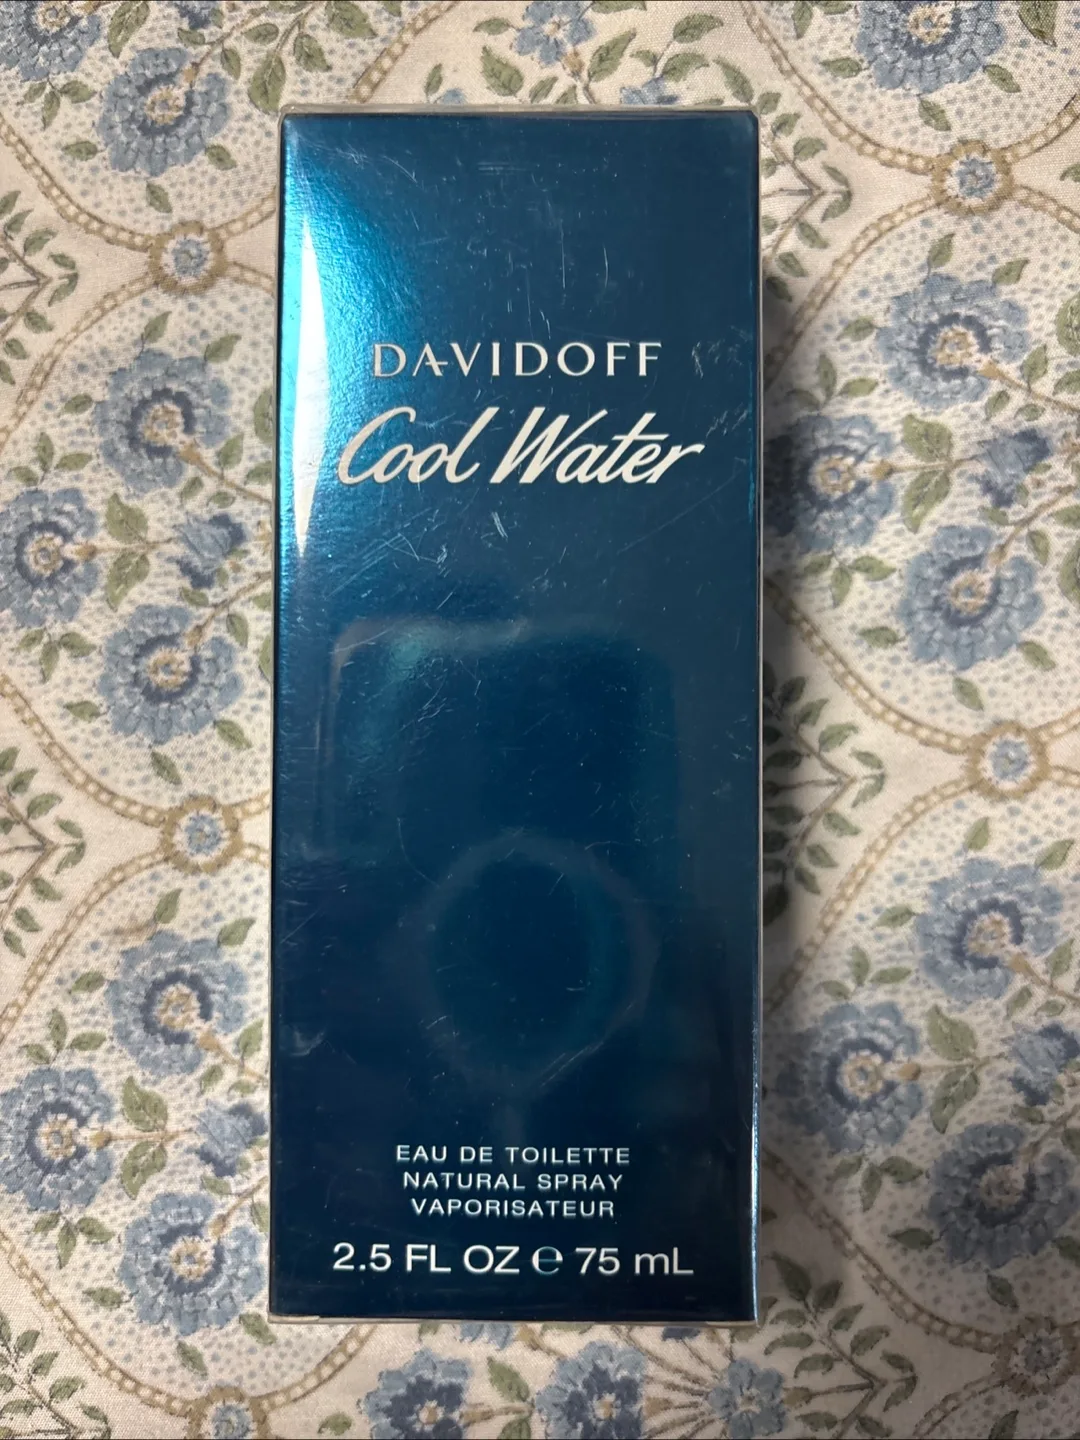 DAVIDOFF
Cool Water
EAU DE TOILETTE
NATURAL SPRAY
VAPORISATEUR
2.5 FL OZ ℮ 75 mL